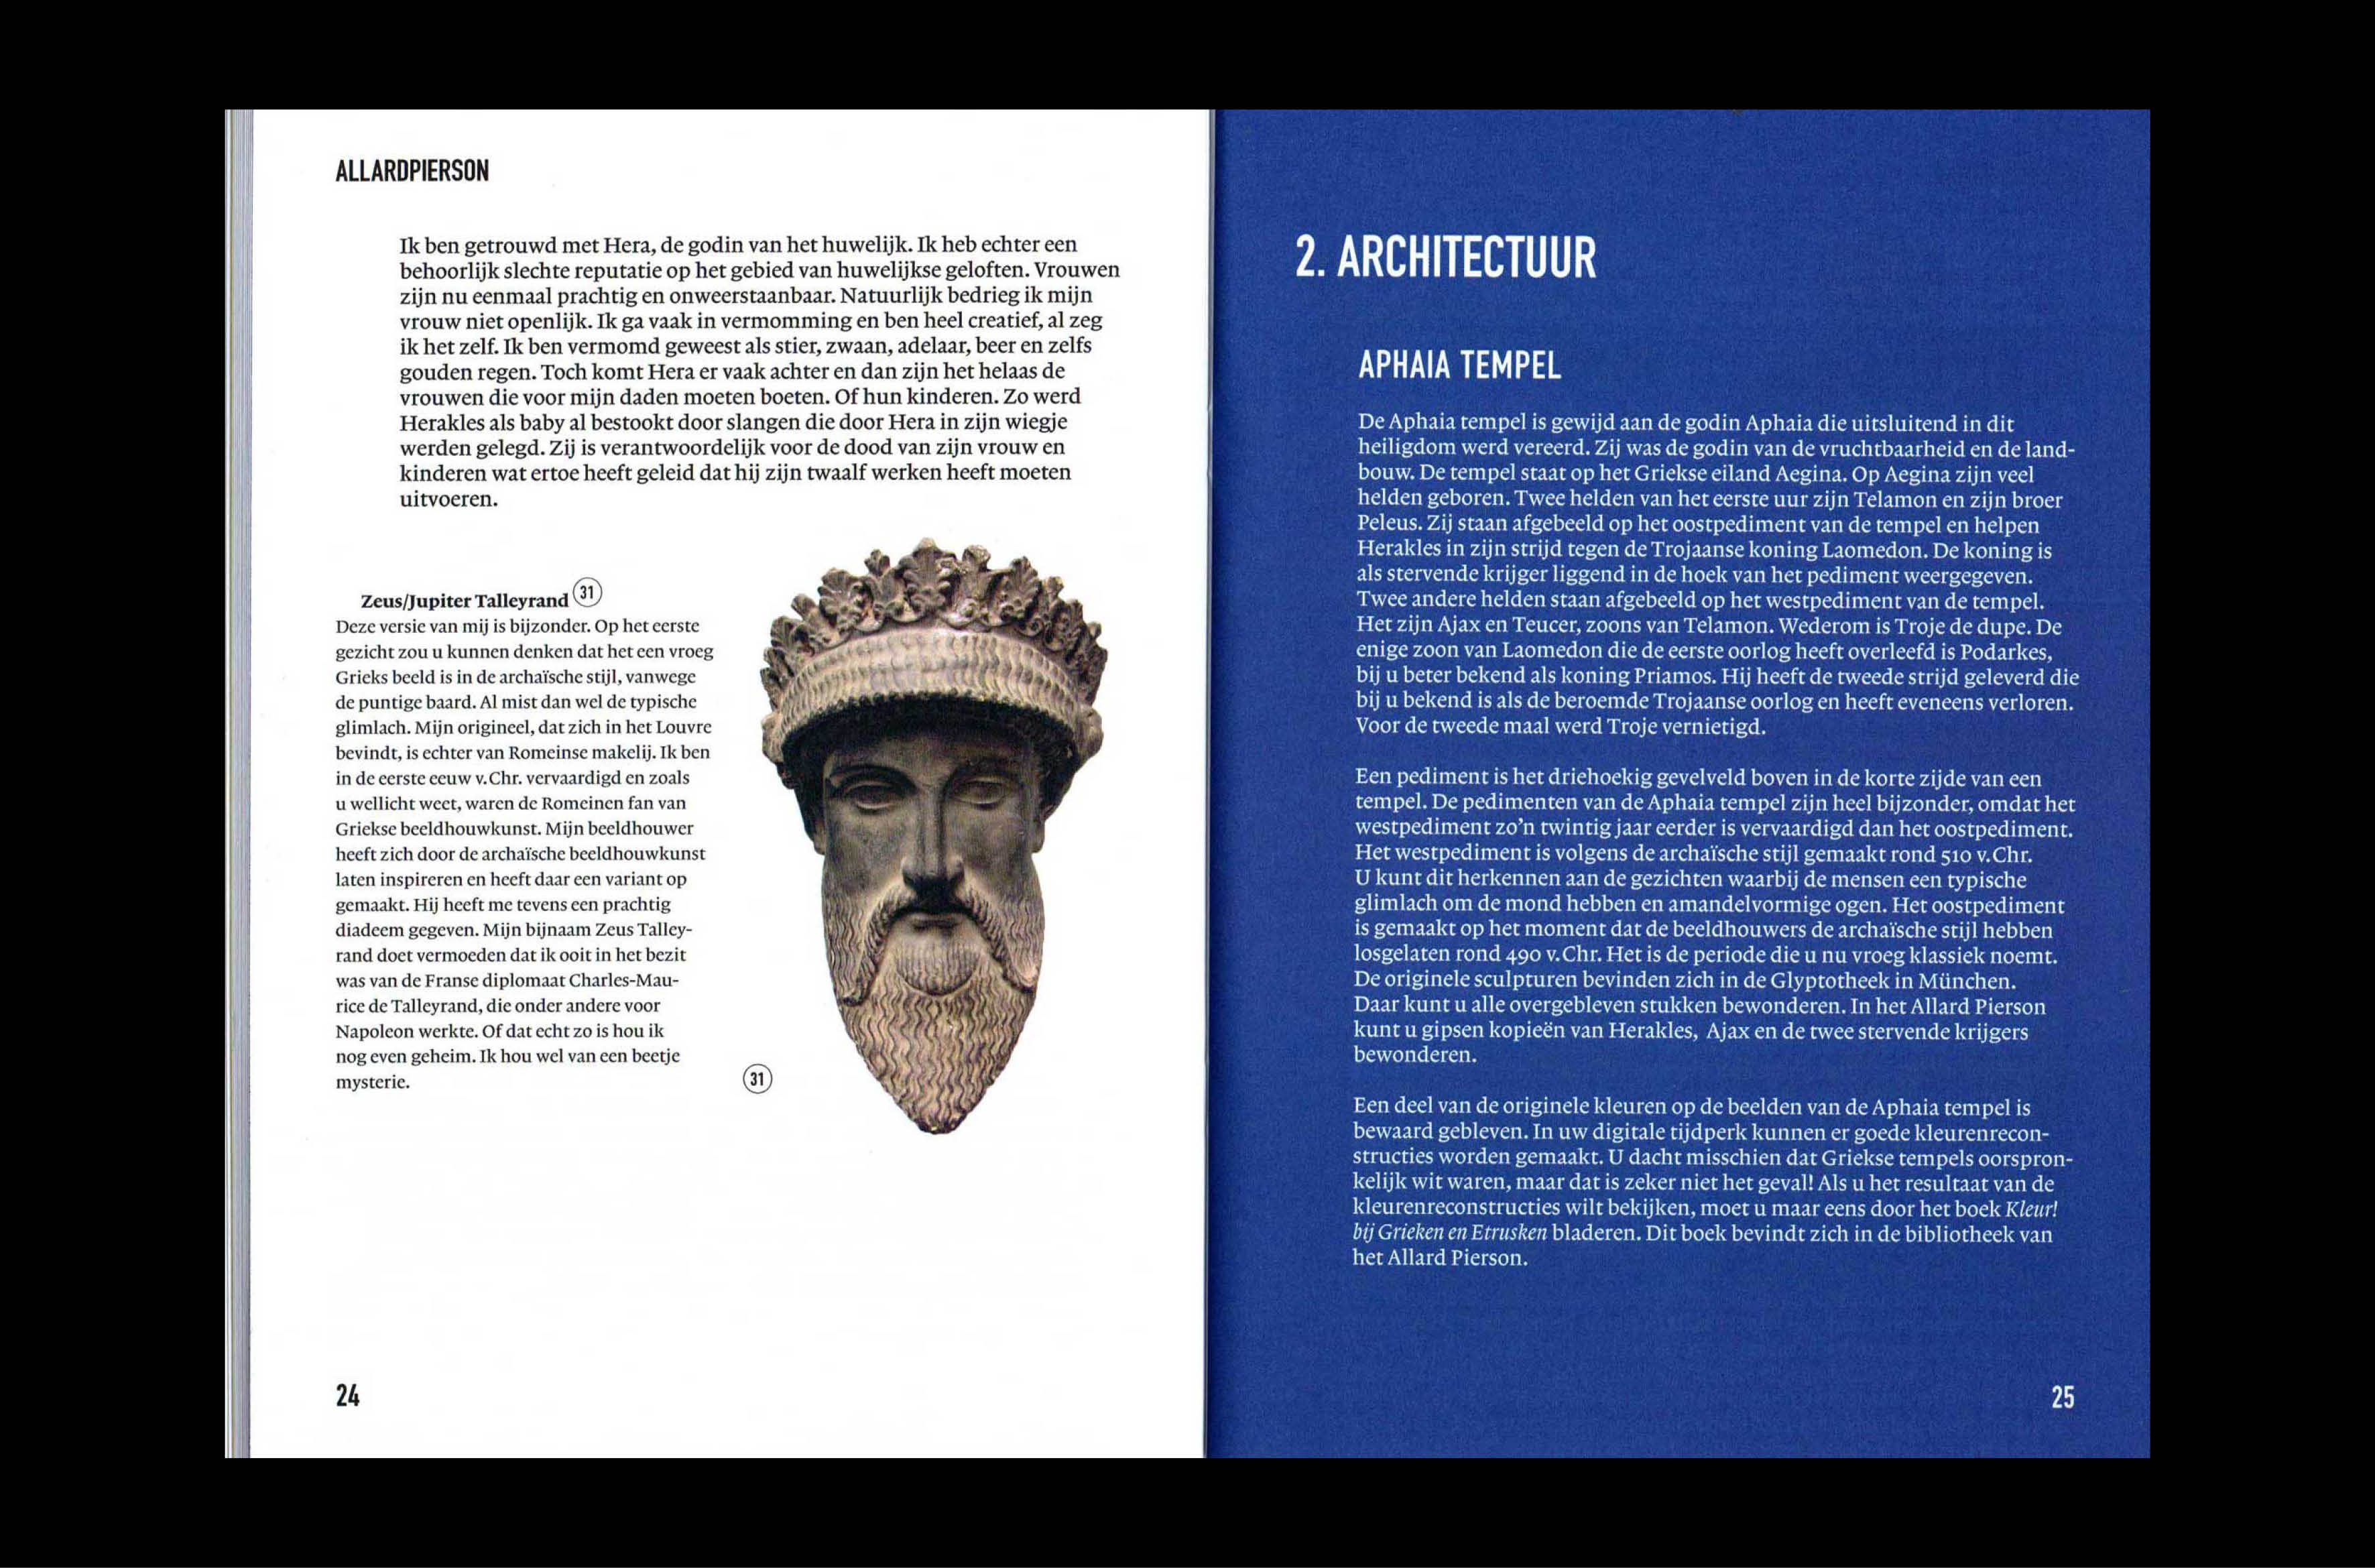 ALLARDPIERSON
Ik ben getrouwd met Hera, de godin van het huwelijk. Ik heb echter een
behoorlijk slechte reputatie op het gebied van huwelijkse geloften. Vrouwen
zijn nu eenmaal prachtig en onweerstaanbaar. Natuurlijk bedrieg ik mijn
vrouw niet openlijk. Ik ga vaak in vermomming en ben heel creatief, al zeg
ik het zelf. Ik ben vermomd geweest als stier, zwaan, adelaar, beer en zelfs
gouden regen. Toch komt Hera er vaak achter en dan zijn het helaas de
vrouwen die voor mijn daden moeten boeten. Of hun kinderen. Zo werd
Herakles als baby al bestookt door slangen die door Hera in zijn wiegje
werden gelegd. Zij is verantwoordelijk voor de dood van zijn vrouw en
kinderen wat ertoe heeft geleid dat hij zijn twaalf werken heeft moeten
uitvoeren.
Zeus/Jupiter Talleyrand 31
Deze versie van mij is bijzonder. Op het eerste
gezicht zou u kunnen denken dat het een vroeg
Grieks beeld is in de archaïsche stijl, vanwege
de puntige baard. Al mist dan wel de typische
glimlach. Mijn origineel, dat zich in het Louvre
bevindt, is echter van Romeinse makelij. Ik ben
in de eerste eeuw v.Chr. vervaardigd en zoals
u wellicht weet, waren de Romeinen fan van
Griekse beeldhouwkunst. Mijn beeldhouwer
heeft zich door de archaïsche beeldhouwkunst
laten inspireren en heeft daar een variant op
gemaakt. Hij heeft me tevens een prachtig
diadeem gegeven. Mijn bijnaam Zeus Talley-
rand doet vermoeden dat ik ooit in het bezit
was van de Franse diplomaat Charles-Mau-
rice de Talleyrand, die onder andere voor
Napoleon werkte. Of dat echt zo is hou ik
nog even geheim. Ik hou wel van een beetje
mysterie.
31
24
2. ARCHITECTUUR
APHAIA TEMPEL
De Aphaia tempel is gewijd aan de godin Aphaia die uitsluitend in dit
heiligdom werd vereerd. Zij was de godin van de vruchtbaarheid en de land-
bouw. De tempel staat op het Griekse eiland Aegina. Op Aegina zijn veel
helden geboren. Twee helden van het eerste uur zijn Telamon en zijn broer
Peleus. Zij staan afgebeeld op het oostpediment van de tempel en helpen
Herakles in zijn strijd tegen de Trojaanse koning Laomedon. De koning is
als stervende krijger liggend in de hoek van het pediment weergegeven.
Twee andere helden staan afgebeeld op het westpediment van de tempel.
Het zijn Ajax en Teucer, zoons van Telamon. Wederom is Troje de dupe. De
enige zoon van Laomedon die de eerste oorlog heeft overleefd is Podarkes,
bij u beter bekend als koning Priamos. Hij heeft de tweede strijd geleverd die
bij u bekend is als de beroemde Trojaanse oorlog en heeft eveneens verloren.
Voor de tweede maal werd Troje vernietigd.
Een pediment is het driehoekig gevelveld boven in de korte zijde van een
tempel. De pedimenten van de Aphaia tempel zijn heel bijzonder, omdat het
westpediment zo’n twintig jaar eerder is vervaardigd dan het oostpediment.
Het westpediment is volgens de archaïsche stijl gemaakt rond 510 v.Chr.
U kunt dit herkennen aan de gezichten waarbij de mensen een typische
glimlach om de mond hebben en amandelvormige ogen. Het oostpediment
is gemaakt op het moment dat de beeldhouwers de archaïsche stijl hebben
losgelaten rond 490 v.Chr. Het is de periode die u nu vroeg klassiek noemt.
De originele sculpturen bevinden zich in de Glyptotheek in München.
Daar kunt u alle overgebleven stukken bewonderen. In het Allard Pierson
kunt u gipsen kopieën van Herakles, Ajax en de twee stervende krijgers
bewonderen.
Een deel van de originele kleuren op de beelden van de Aphaia tempel is
bewaard gebleven. In uw digitale tijdperk kunnen er goede kleurenrecon-
structies worden gemaakt. U dacht misschien dat Griekse tempels oorspron-
kelijk wit waren, maar dat is zeker niet het geval! Als u het resultaat van de
kleurenreconstructies wilt bekijken, moet u maar eens door het boek Kleur!
bij Grieken en Etrusken bladeren. Dit boek bevindt zich in de bibliotheek van
het Allard Pierson.
25